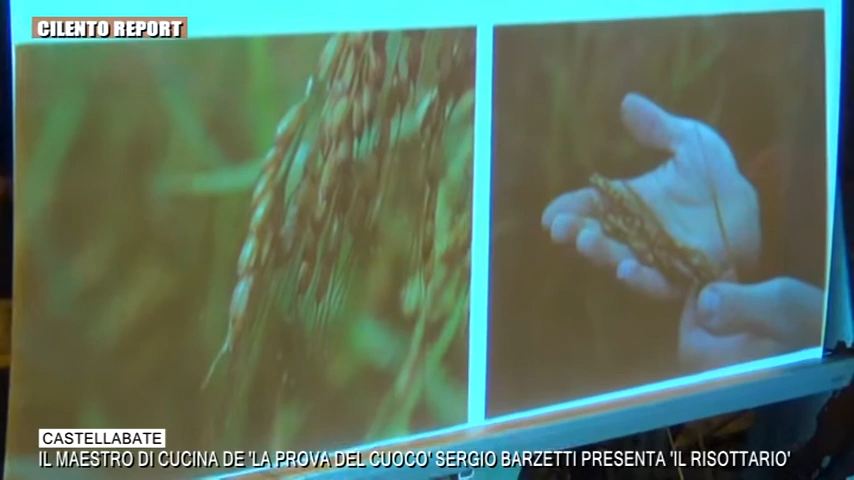 CILENTO REPORT
CASTELLABATE
IL MAESTRO DI CUCINA DE 'LA PROVA DEL CUOCO' SERGIO BARZETTI PRESENTA 'IL RISOTTARIO'